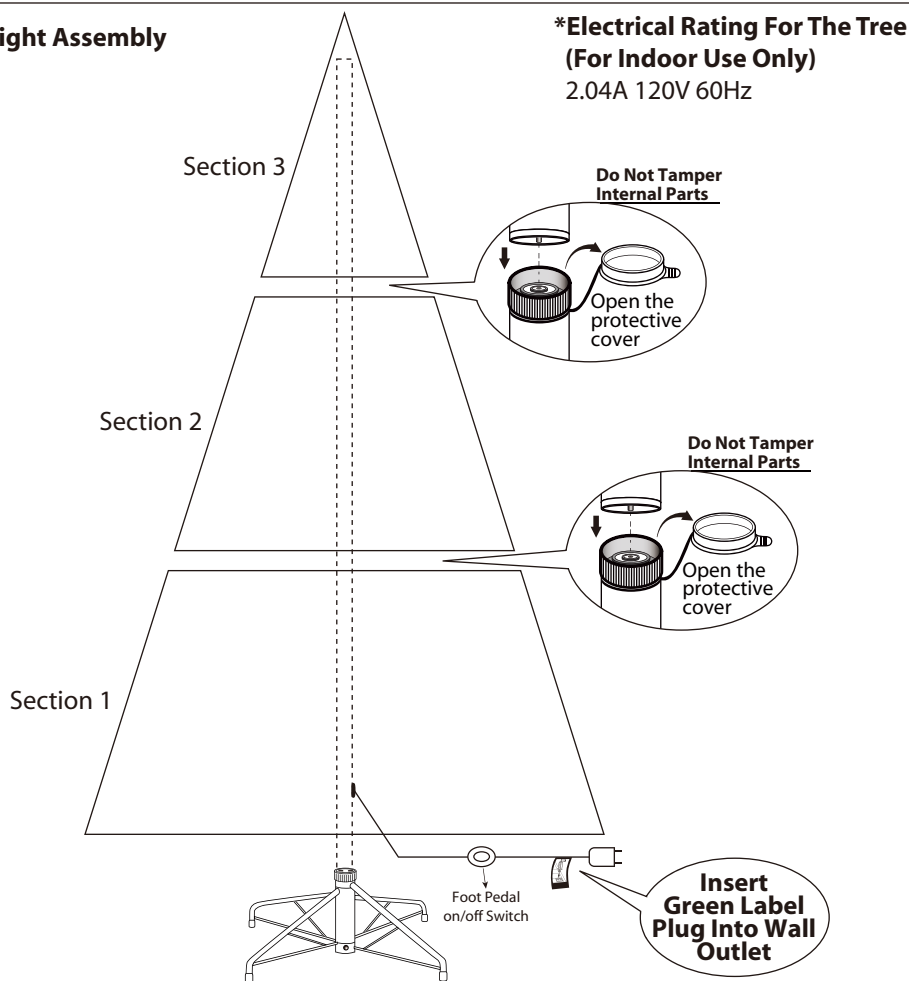 ight Assembly
*Electrical Rating For The Tree
(For Indoor Use Only)
2.04A 120V 60Hz
Section 3
Do Not Tamper
Internal Parts
Open the
protective
cover
Section 2
Do Not Tamper
Internal Parts
Open the
protective
cover
Section 1
Foot Pedal
on/off Switch
Insert
Green Label
Plug Into Wall
Outlet